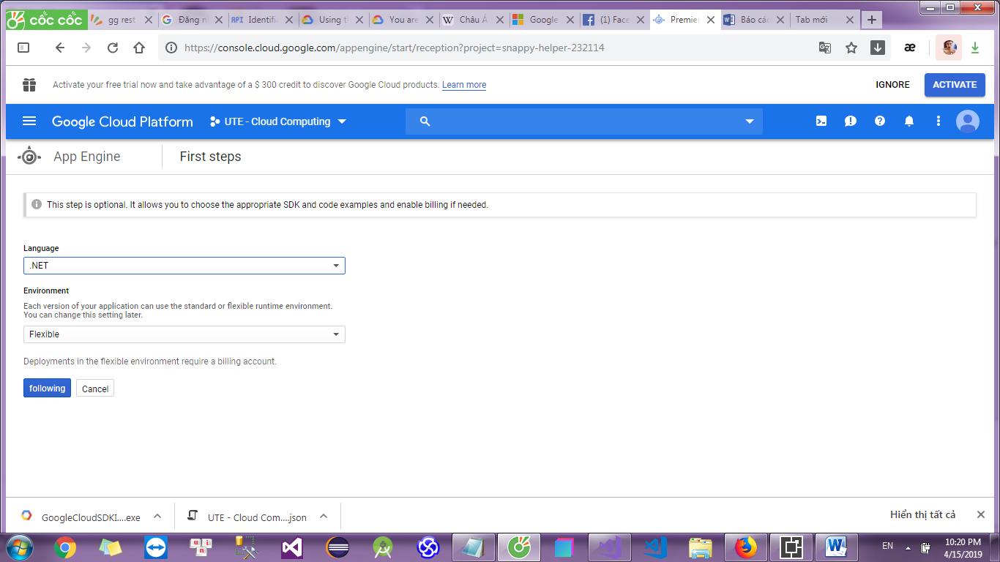 cốc cốc
gg rest
Đăng n
API Identifi
Using t
You are
W Châu Á
Google
(1) Face
Premie
Báo cá
Tab mới
https://console.cloud.google.com/appengine/start/reception?project=snappy-helper-232114
æ
Activate your free trial now and take advantage of a $ 300 credit to discover Google Cloud products. Learn more
IGNORE
ACTIVATE
Google Cloud Platform
UTE - Cloud Computing
App Engine
First steps
This step is optional. It allows you to choose the appropriate SDK and code examples and enable billing if needed.
Language
.NET
Environment
Each version of your application can use the standard or flexible runtime environment.
You can change this setting later.
Flexible
Deployments in the flexible environment require a billing account.
following
Cancel
GoogleCloudSDKI....exe
UTE - Cloud Com....json
Hiển thị tất cả
EN
10:20 PM
4/15/2019